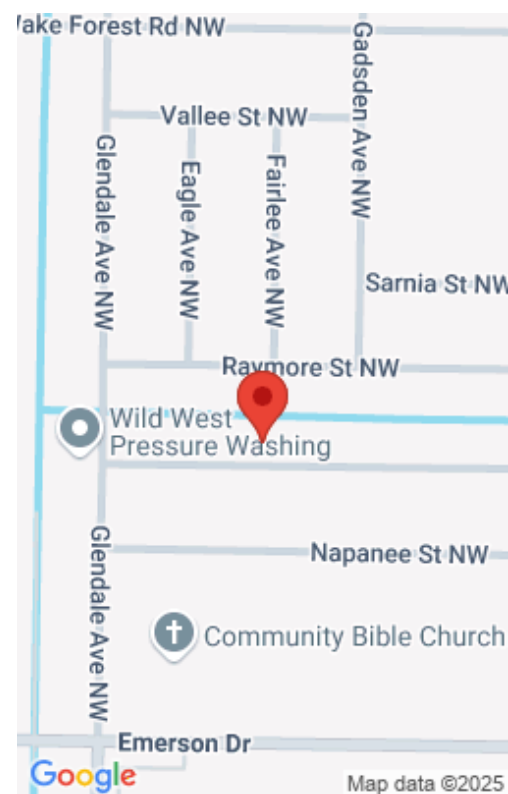 ake Forest Rd NW
Gadsden Ave NW
Vallee St NW
Glendale Ave NW
Eagle Ave NW
Fairlee Ave NW
Sarnia St NW
Raymore St NW
Wild West
Pressure Washing
Glendale Ave NW
Napanee St NW
Community Bible Church
Emerson Dr
Google
Map data ©2025